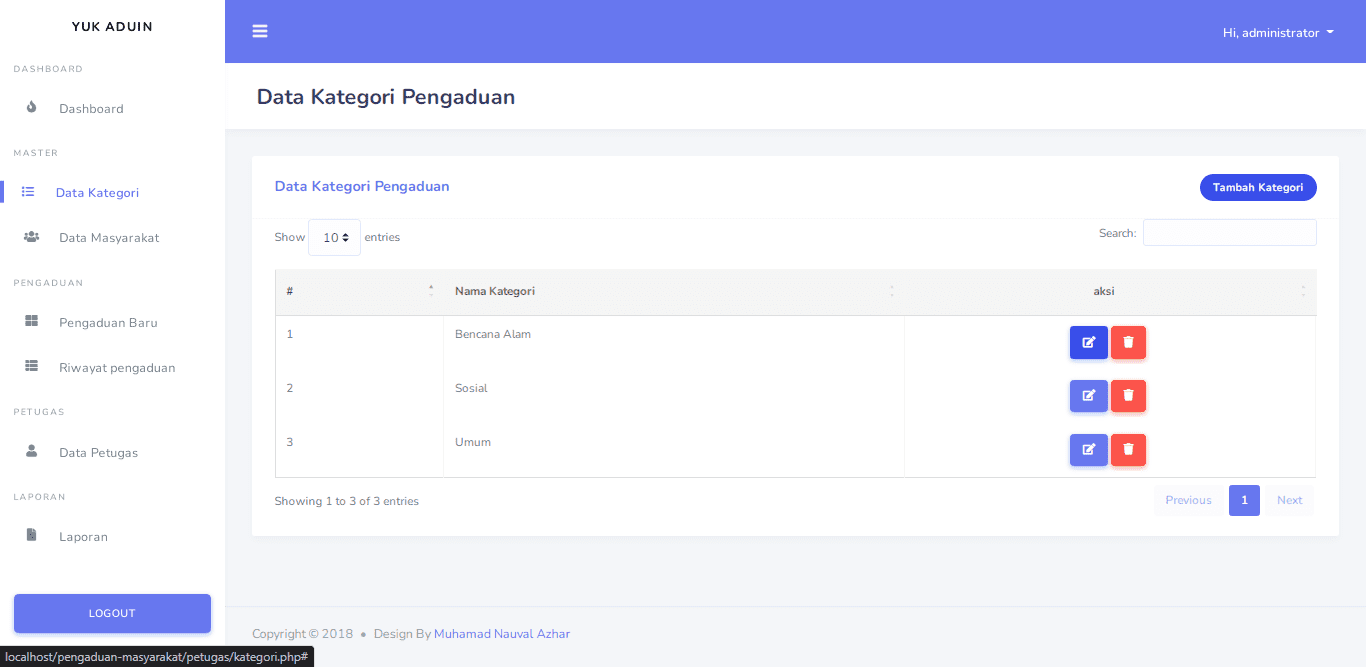 YUK ADUIN
Hi, administrator
DASHBOARD
Dashboard
MASTER
Data Kategori
Data Masyarakat
PENGADUAN
Pengaduan Baru
Riwayat pengaduan
PETUGAS
Data Petugas
LAPORAN
Laporan
LOGOUT
Data Kategori Pengaduan
Data Kategori Pengaduan
Tambah Kategori
Show 10 entries
Search:
# Nama Kategori aksi
1 Bencana Alam
2 Sosial
3 Umum
Showing 1 to 3 of 3 entries
Previous 1 Next
Copyright © 2018 • Design By Muhamad Nauval Azhar
localhost/pengaduan-masyarakat/petugas/kategori.php#